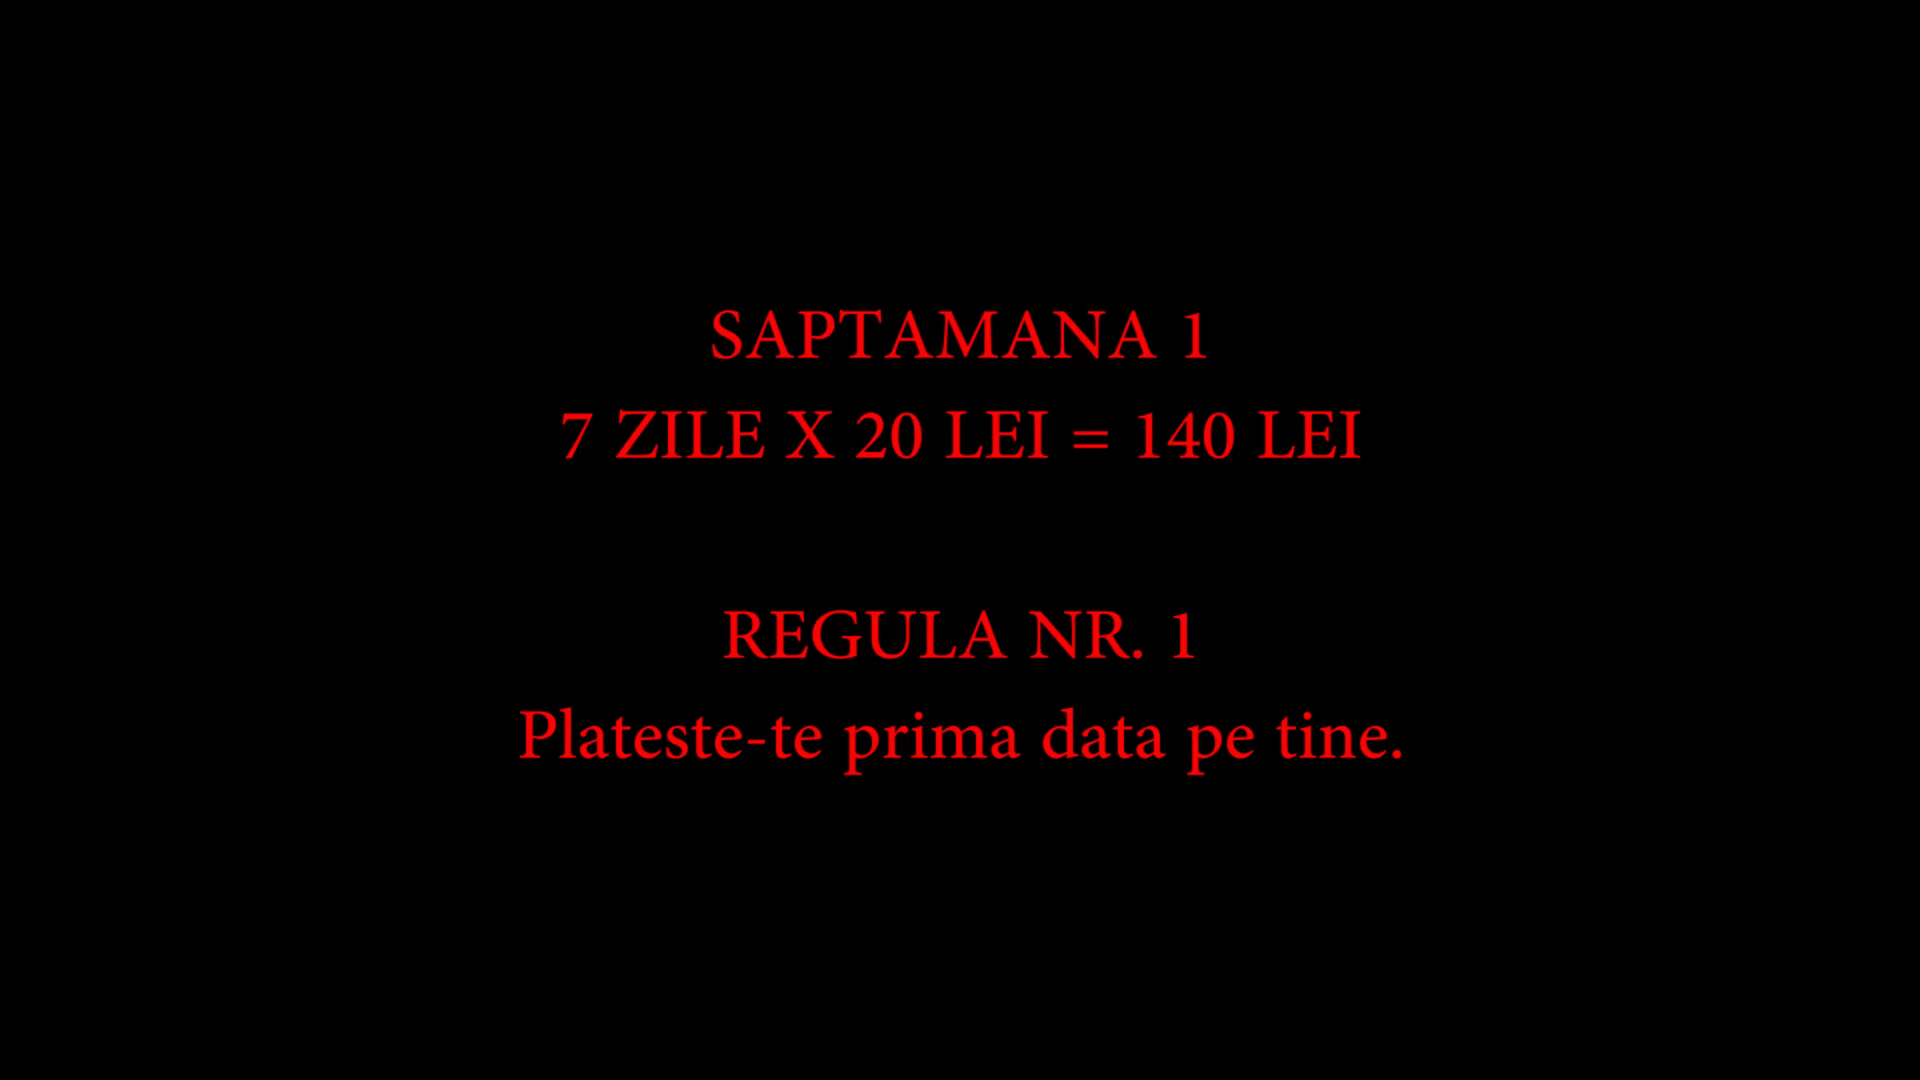 SAPTAMANA 1
7 ZILE X 20 LEI = 140 LEI
REGULA NR. 1
Plateste-te prima data pe tine.